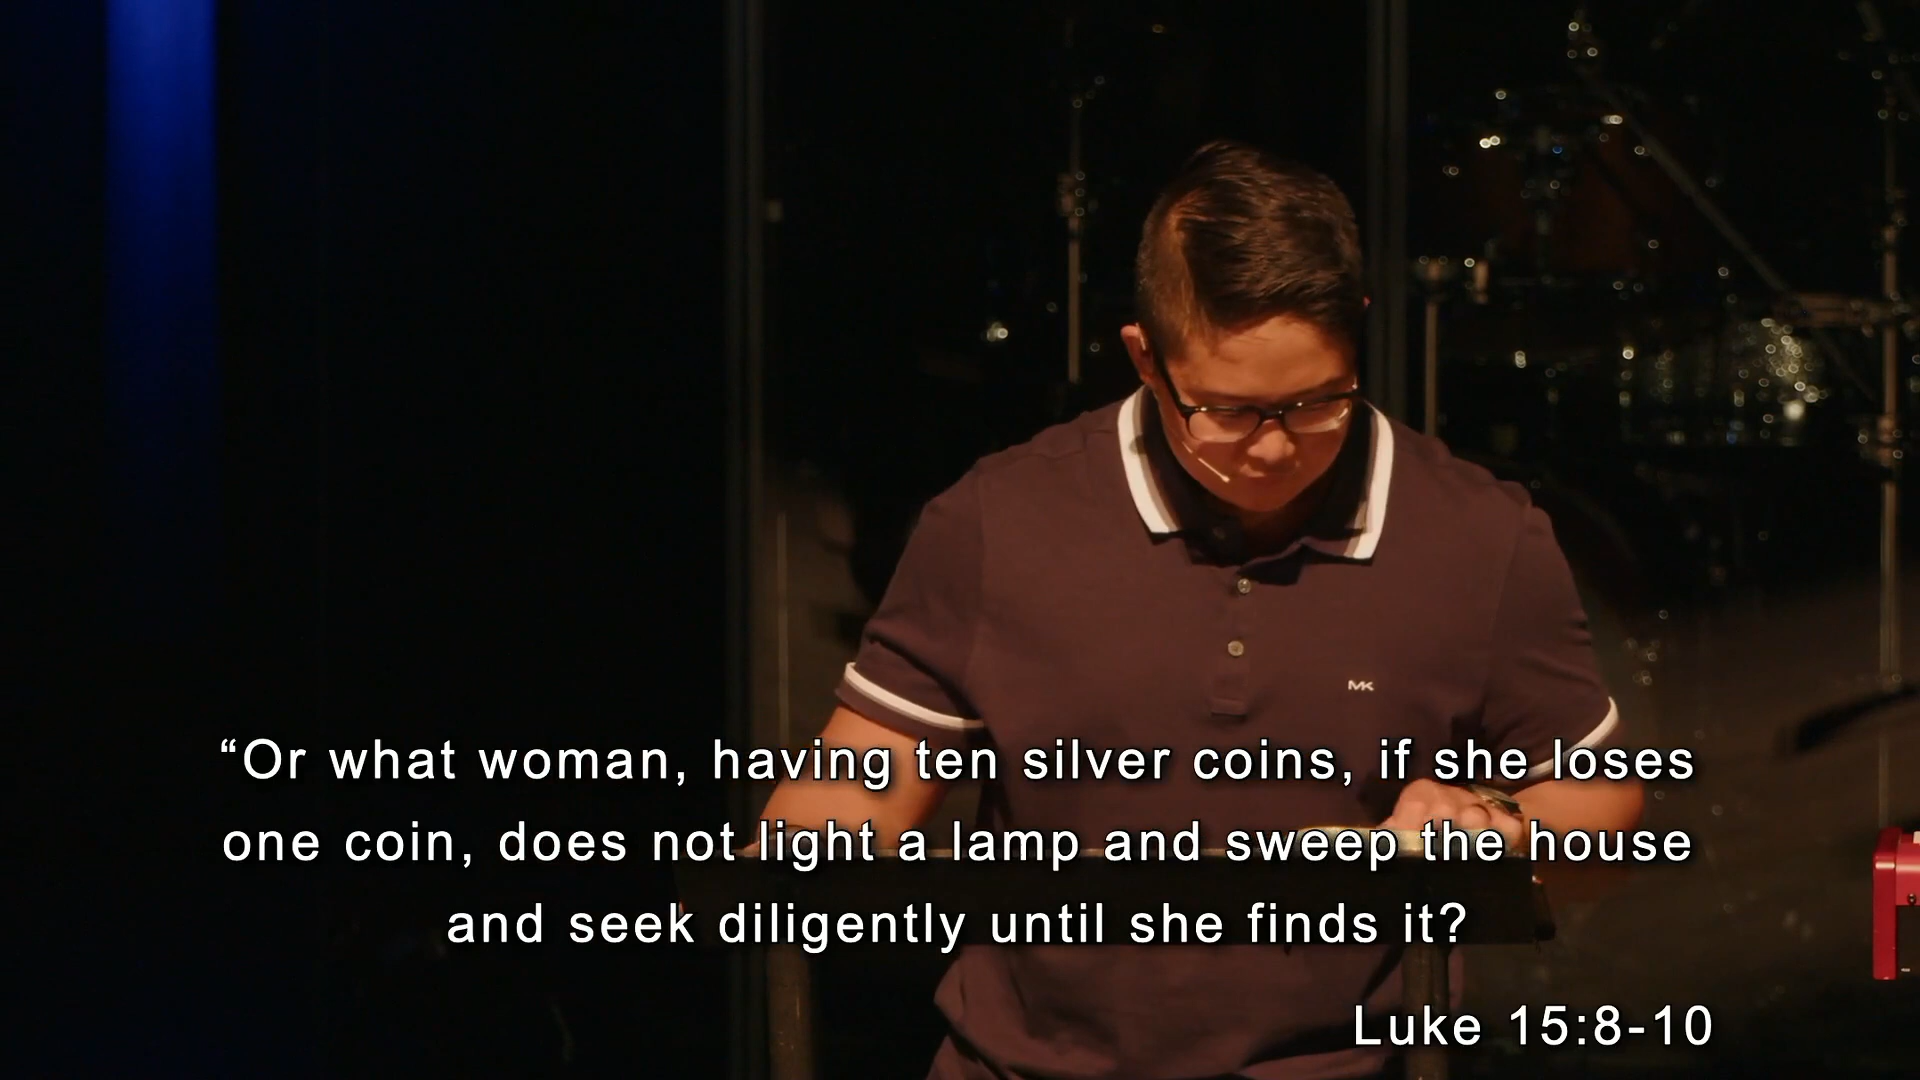 MK
“Or what woman, having ten silver coins, if she loses
one coin, does not light a lamp and sweep the house
and seek diligently until she finds it?
Luke 15:8-10